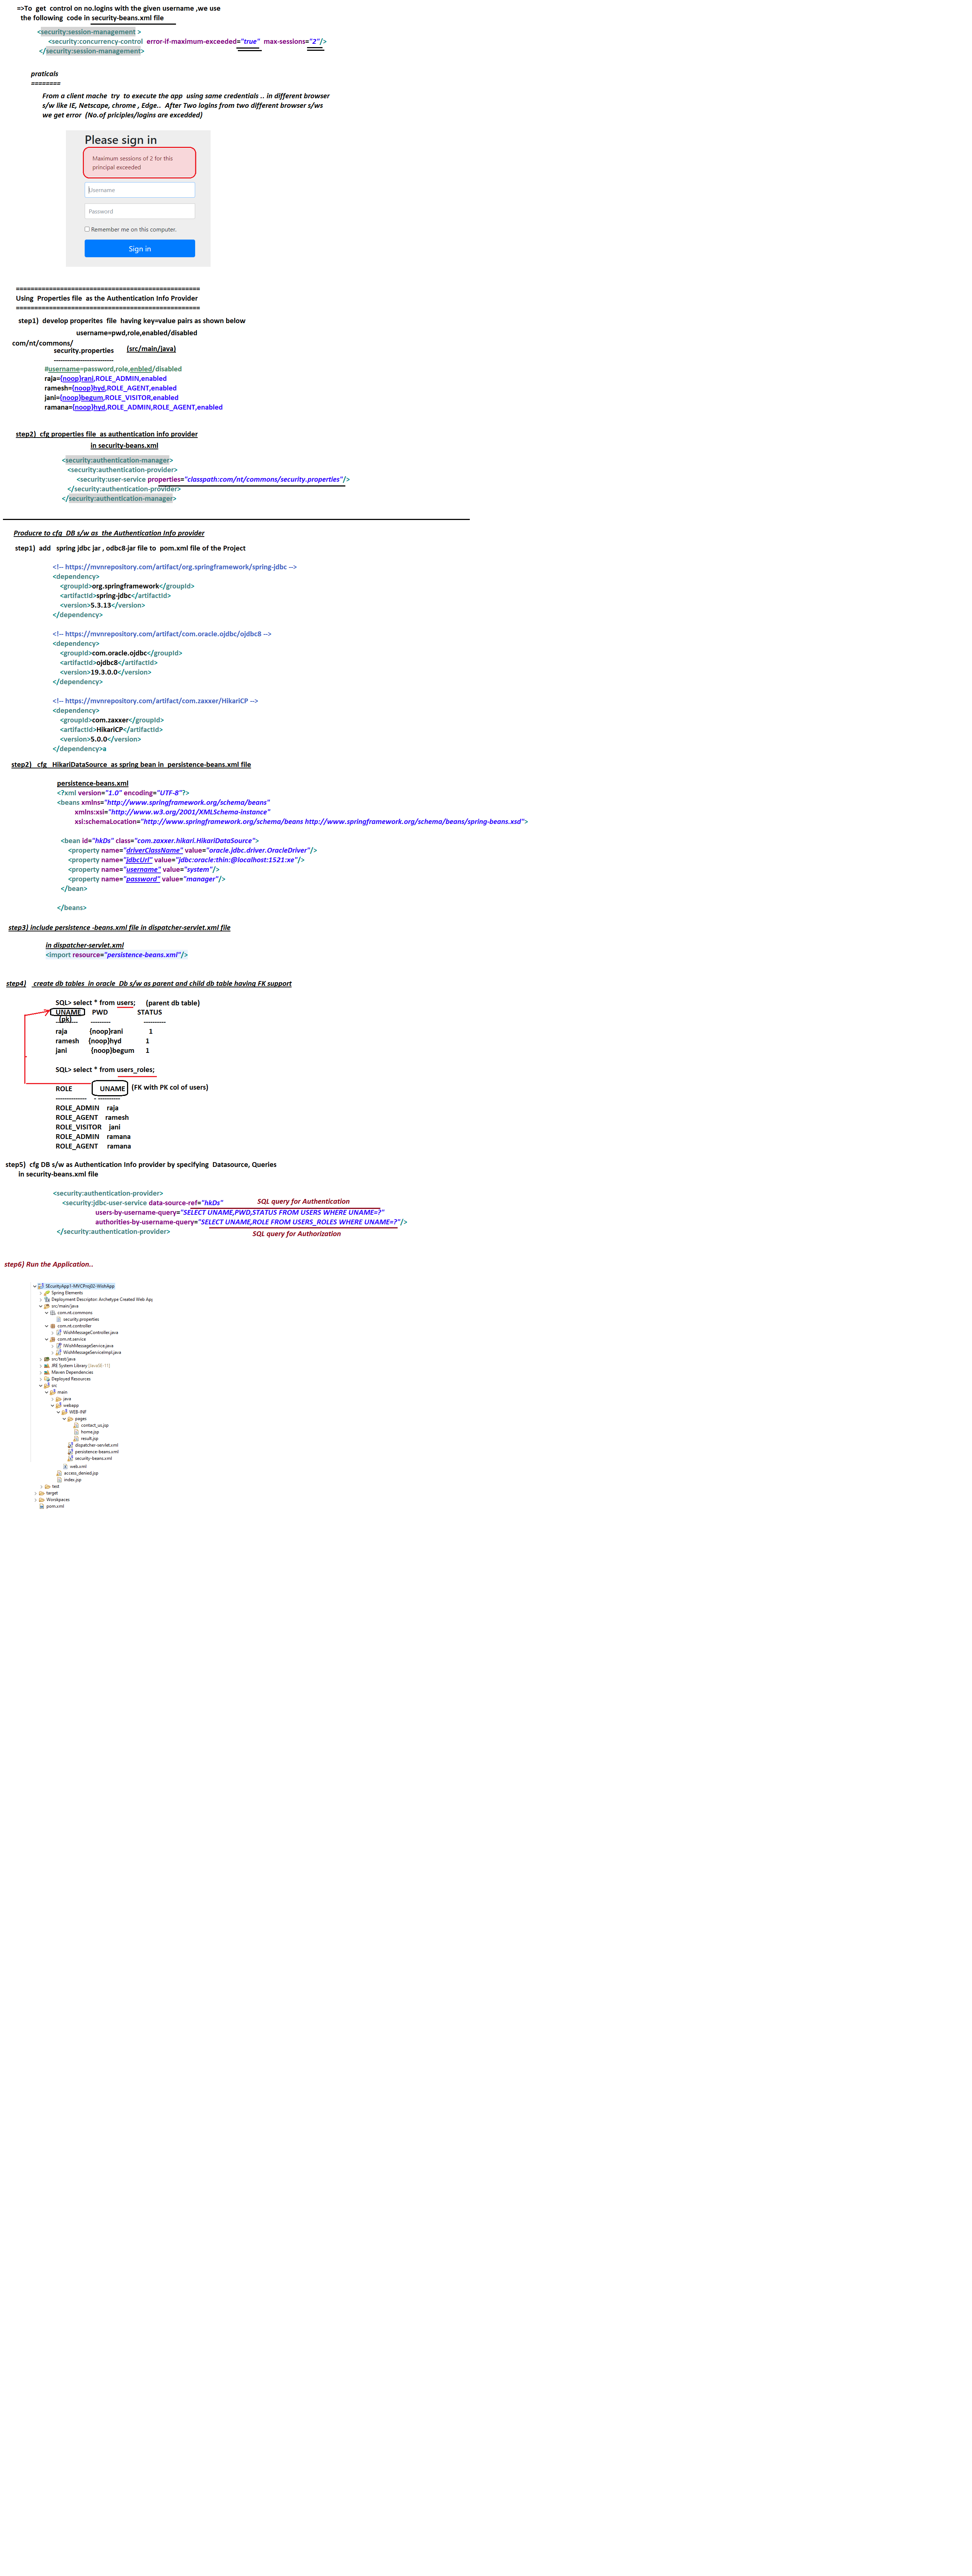 =>To get control on no.logins with the given username ,we use
the following code in security-beans.xml file
<security:session-management >
<security:concurrency-control error-if-maximum-exceeded="true" max-sessions="2"/>
</security:session-management>
praticals
========
From a client mache try to execute the app using same credentials .. in different browser
s/w like IE, Netscape, chrome , Edge.. After Two logins from two different browser s/ws
we get error (No.of priciples/logins are excedded)
Please sign in
Maximum sessions of 2 for this
principal exceeded
Username
Password
Remember me on this computer.
Sign in
==================================================
Using Properties file as the Authentication Info Provider
==================================================
step1) develop properites file having key=value pairs as shown below
username=pwd,role,enabled/disabled
com/nt/commons/
security.properties (src/main/java)
---------------------------
#username=password,role,enbled/disabled
raja={noop}rani,ROLE_ADMIN,enabled
ramesh={noop}hyd,ROLE_AGENT,enabled
jani={noop}begum,ROLE_VISITOR,enabled
ramana={noop}hyd,ROLE_ADMIN,ROLE_AGENT,enabled
step2) cfg properties file as authentication info provider
in security-beans.xml
<security:authentication-manager>
<security:authentication-provider>
<security:user-service properties="classpath:com/nt/commons/security.properties"/>
</security:authentication-provider>
</security:authentication-manager>
Producre to cfg DB s/w as the Authentication Info provider
step1) add spring jdbc jar , odbc8-jar file to pom.xml file of the Project
<!-- https://mvnrepository.com/artifact/org.springframework/spring-jdbc -->
<dependency>
<groupId>org.springframework</groupId>
<artifactId>spring-jdbc</artifactId>
<version>5.3.13</version>
</dependency>
<!-- https://mvnrepository.com/artifact/com.oracle.ojdbc/ojdbc8 -->
<dependency>
<groupId>com.oracle.ojdbc</groupId>
<artifactId>ojdbc8</artifactId>
<version>19.3.0.0</version>
</dependency>
<!-- https://mvnrepository.com/artifact/com.zaxxer/HikariCP -->
<dependency>
<groupId>com.zaxxer</groupId>
<artifactId>HikariCP</artifactId>
<version>5.0.0</version>
</dependency>a
step2) cfg HikariDataSource as spring bean in persistence-beans.xml file
persistence-beans.xml
<?xml version="1.0" encoding="UTF-8"?>
<beans xmlns="http://www.springframework.org/schema/beans"
xmlns:xsi="http://www.w3.org/2001/XMLSchema-instance"
xsi:schemaLocation="http://www.springframework.org/schema/beans http://www.springframework.org/schema/beans/spring-beans.xsd">
<bean id="hkDs" class="com.zaxxer.hikari.HikariDataSource">
<property name="driverClassName" value="oracle.jdbc.driver.OracleDriver"/>
<property name="jdbcUrl" value="jdbc:oracle:thin:@localhost:1521:xe"/>
<property name="username" value="system"/>
<property name="password" value="manager"/>
</bean>
</beans>
step3) include persistence -beans.xml file in dispatcher-servlet.xml file
in dispatcher-servlet.xml
<import resource="persistence-beans.xml"/>
step4) create db tables in oracle Db s/w as parent and child db table having FK support
SQL> select * from users; (parent db table)
UNAME PWD STATUS
(pk)
---------- --------- ----------
raja {noop}rani 1
ramesh {noop}hyd 1
jani {noop}begum 1
SQL> select * from users_roles;
ROLE UNAME (FK with PK col of users)
-------------- - ----------
ROLE_ADMIN raja
ROLE_AGENT ramesh
ROLE_VISITOR jani
ROLE_ADMIN ramana
ROLE_AGENT ramana
step5) cfg DB s/w as Authentication Info provider by specifying Datasource, Queries
in security-beans.xml file
<security:authentication-provider>
<security:jdbc-user-service data-source-ref="hkDs" SQL query for Authentication
users-by-username-query="SELECT UNAME,PWD,STATUS FROM USERS WHERE UNAME=?"
authorities-by-username-query="SELECT UNAME,ROLE FROM USERS_ROLES WHERE UNAME=?"/>
</security:authentication-provider> SQL query for Authorization
step6) Run the Application..
SEcurityApp1-MVCProj02-WishApp
Spring Elements
Deployment Descriptor: Archetype Created Web App
src/main/java
com.nt.commons
security.properties
com.nt.controller
WishMessageController.java
com.nt.service
IWishMessageService.java
WishMessageServiceImpl.java
src/test/java
JRE System Library [JavaSE-11]
Maven Dependencies
Deployed Resources
src
main
java
webapp
WEB-INF
pages
contact_us.jsp
home.jsp
result.jsp
dispatcher-servlet.xml
persistence-beans.xml
security-beans.xml
web.xml
access_denied.jsp
index.jsp
test
target
Workspaces
pom.xml